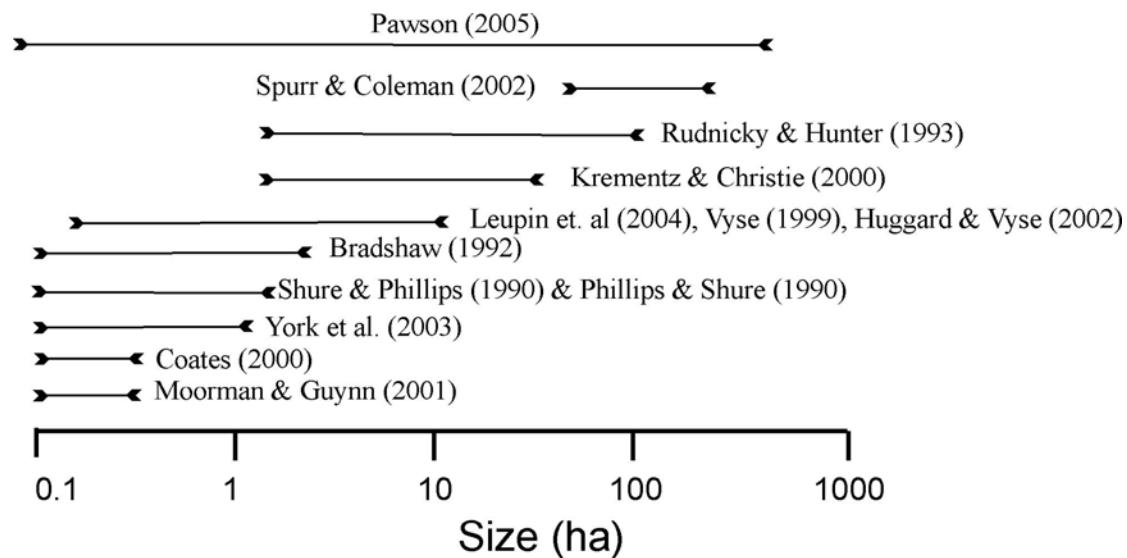 Pawson (2005)
Spurr & Coleman (2002)
Rudnicky & Hunter (1993)
Krementz & Christie (2000)
Leupin et. al (2004), Vyse (1999), Huggard & Vyse (2002)
Bradshaw (1992)
Shure & Phillips (1990) & Phillips & Shure (1990)
York et al. (2003)
Coates (2000)
Moorman & Guynn (2001)
0.1 1 10 100 1000
Size (ha)